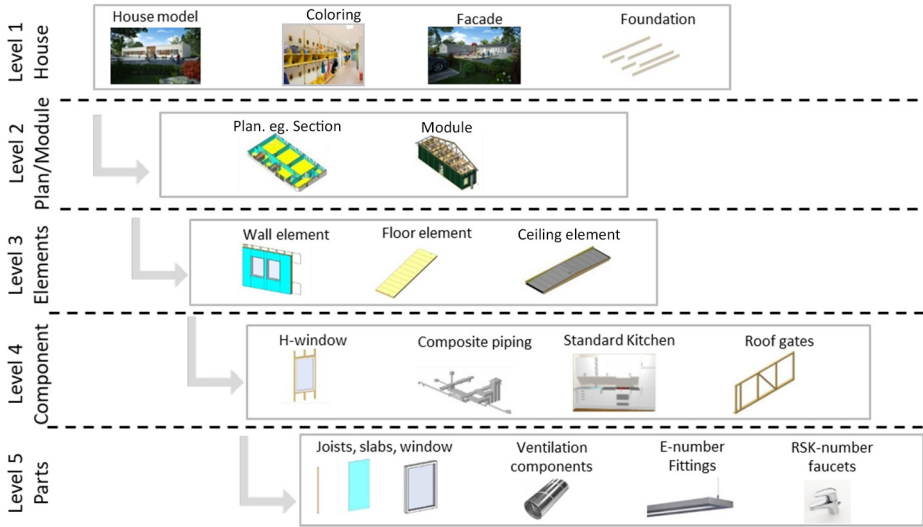 Level 1
House
House model
Coloring
Facade
Foundation
Level 2
Plan/Module
Plan. eg. Section
Module
Level 3
Elements
Wall element
Floor element
Ceiling element
Level 4
Component
H-window
Composite piping
Standard Kitchen
Roof gates
Level 5
Parts
Joists, slabs, window
Ventilation
components
E-number
Fittings
RSK-number
faucets